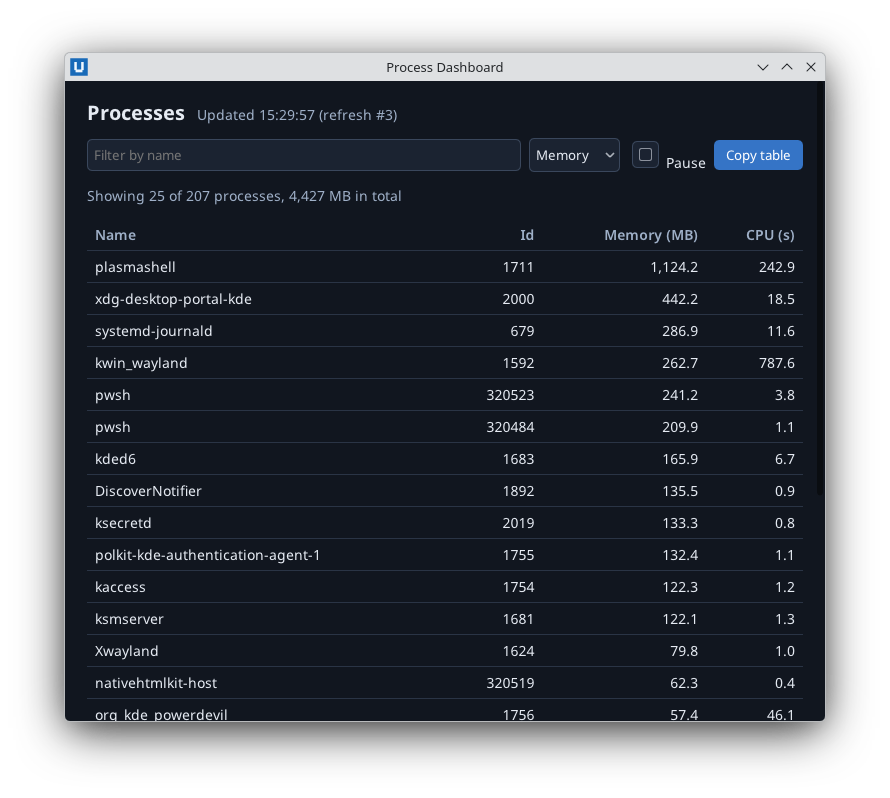 Process Dashboard
Processes Updated 15:29:57 (refresh #3)
Filter by name Memory Pause Copy table
Showing 25 of 207 processes, 4,427 MB in total
Name Id Memory (MB) CPU (s)
plasmashell 1711 1,124.2 242.9
xdg-desktop-portal-kde 2000 442.2 18.5
systemd-journald 679 286.9 11.6
kwin_wayland 1592 262.7 787.6
pwsh 320523 241.2 3.8
pwsh 320484 209.9 1.1
kded6 1683 165.9 6.7
DiscoverNotifier 1892 135.5 0.9
ksecretd 2019 133.3 0.8
polkit-kde-authentication-agent-1 1755 132.4 1.1
kaccess 1754 122.3 1.2
ksmserver 1681 122.1 1.3
Xwayland 1624 79.8 1.0
nativehtmlkit-host 320519 62.3 0.4
org_kde_powerdevil 1756 57.4 46.1